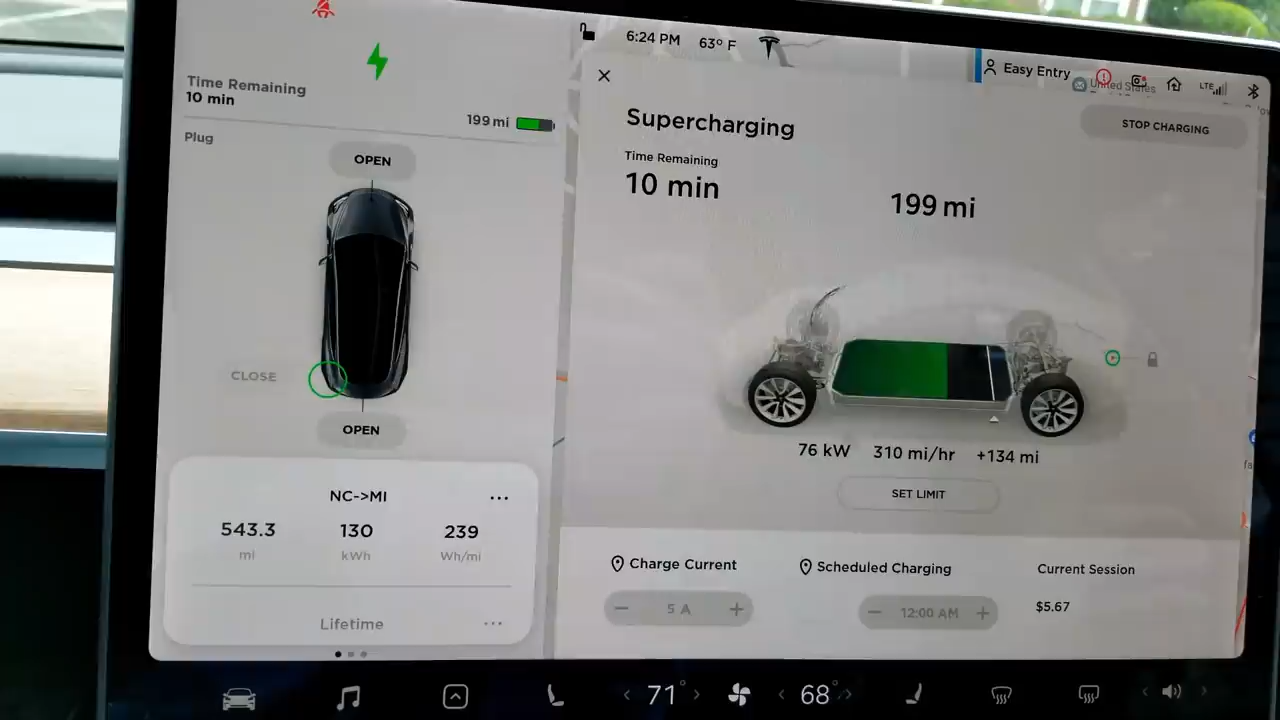 Time Remaining
10 min
199 mi
Plug
OPEN
CLOSE
OPEN
NC->MI
...
543.3
130
239
mi
kWh
Wh/mi
Lifetime
...
6:24 PM
63° F
Easy Entry
United States
LTE
Supercharging
STOP CHARGING
Time Remaining
10 min
199 mi
76 kW
310 mi/hr
+134 mi
SET LIMIT
Charge Current
Scheduled Charging
Current Session
− 5 A +
− 12:00 AM +
$5.67
< 71° >
< 68° >